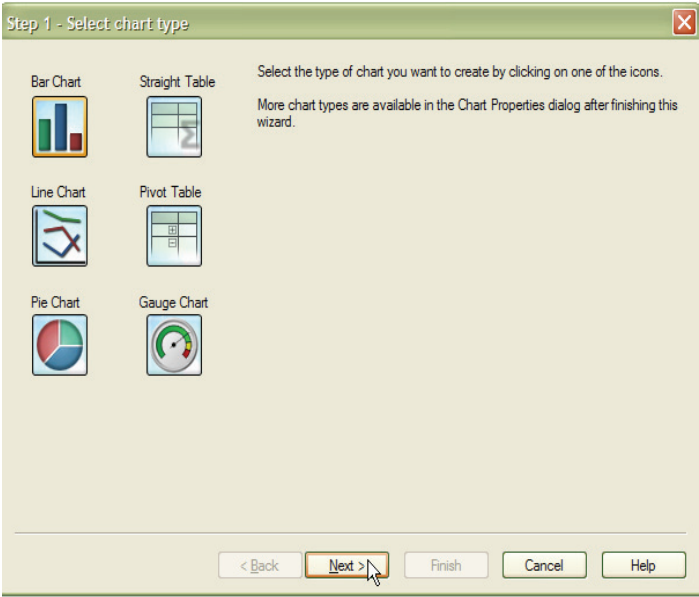 Step 1 - Select chart type
Bar Chart
Straight Table
Select the type of chart you want to create by clicking on one of the icons.
More chart types are available in the Chart Properties dialog after finishing this
wizard.
Line Chart
Pivot Table
Pie Chart
Gauge Chart
< Back
Next >
Finish
Cancel
Help